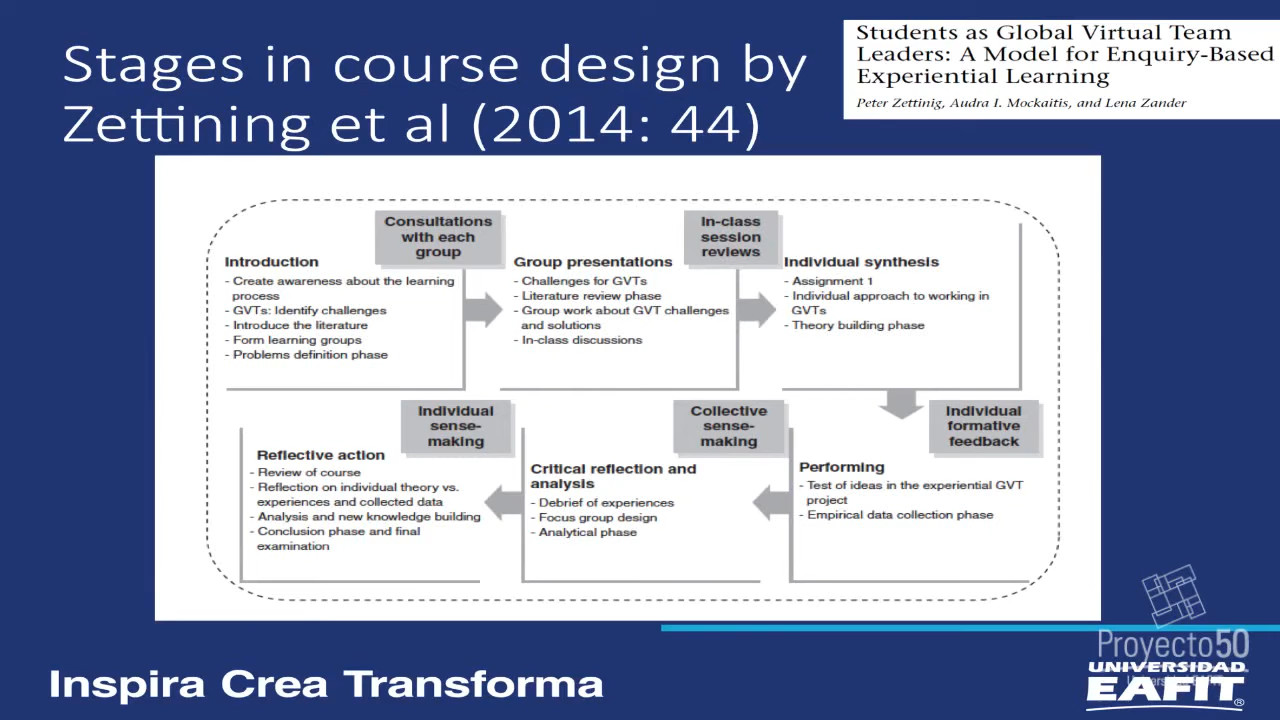 Stages in course design by
Zettining et al (2014: 44)
Students as Global Virtual Team
Leaders: A Model for Enquiry-Based
Experiential Learning
Peter Zettinig, Audra I. Mockaitis, and Lena Zander
Consultations
with each
group
In-class
session
reviews
Introduction
- Create awareness about the learning
process
- GVTs: Identify challenges
- Introduce the literature
- Form learning groups
- Problems definition phase
Group presentations
- Challenges for GVTs
- Literature review phase
- Group work about GVT challenges
and solutions
- In-class discussions
Individual synthesis
- Assignment 1
- Individual approach to working in
GVTs
- Theory building phase
Individual
sense-
making
Collective
sense-
making
Individual
formative
feedback
Reflective action
- Review of course
- Reflection on individual theory vs.
experiences and collected data
- Analysis and new knowledge building
- Conclusion phase and final
examination
Critical reflection and
analysis
- Debrief of experiences
- Focus group design
- Analytical phase
Performing
- Test of ideas in the experiential GVT
project
- Empirical data collection phase
Inspira Crea Transforma
Proyecto50
UNIVERSIDAD
EAFIT®